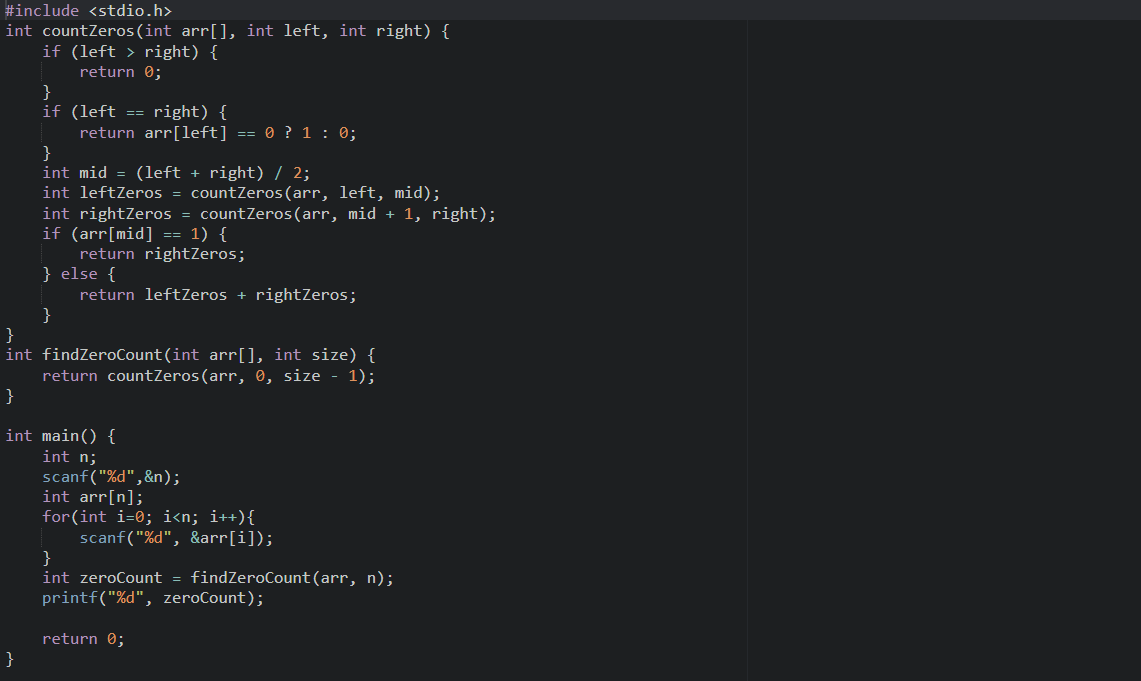 #include <stdio.h>
int countZeros(int arr[], int left, int right) {
    if (left > right) {
        return 0;
    }
    if (left == right) {
        return arr[left] == 0 ? 1 : 0;
    }
    int mid = (left + right) / 2;
    int leftZeros = countZeros(arr, left, mid);
    int rightZeros = countZeros(arr, mid + 1, right);
    if (arr[mid] == 1) {
        return rightZeros;
    } else {
        return leftZeros + rightZeros;
    }
}
int findZeroCount(int arr[], int size) {
    return countZeros(arr, 0, size - 1);
}

int main() {
    int n;
    scanf("%d",&n);
    int arr[n];
    for(int i=0; i<n; i++){
        scanf("%d", &arr[i]);
    }
    int zeroCount = findZeroCount(arr, n);
    printf("%d", zeroCount);

    return 0;
}